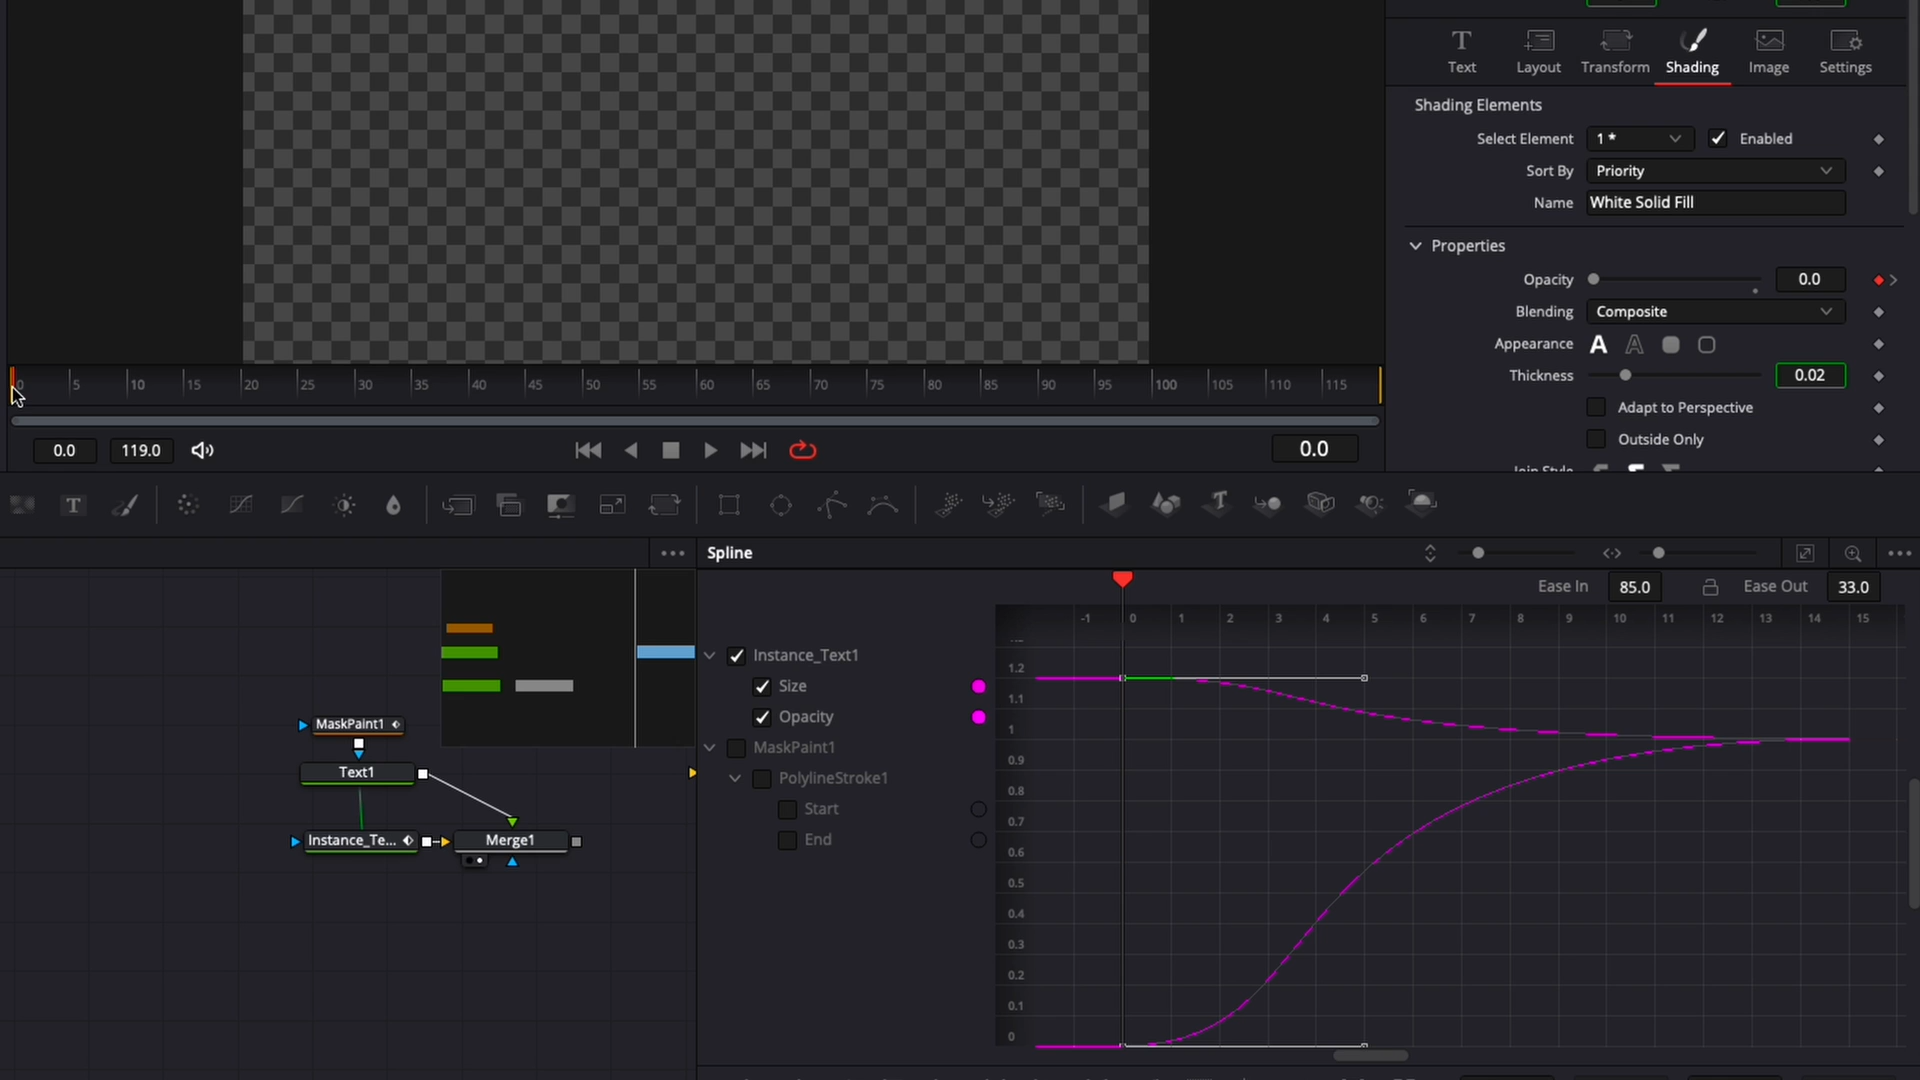 Text Layout Transform Shading Image Settings
Shading Elements
Select Element 1 * Enabled
Sort By Priority
Name White Solid Fill
Properties
Opacity 0.0
Blending Composite
Appearance
Thickness 0.02
Adapt to Perspective
Outside Only
Join Style
0 5 10 15 20 25 30 35 40 45 50 55 60 65 70 75 80 85 90 95 100 105 110 115
0.0 119.0 0.0
Spline
Ease In 85.0 Ease Out 33.0
-1 0 1 2 3 4 5 6 7 8 9 10 11 12 13 14 15
Instance_Text1
Size
Opacity
MaskPaint1
PolylineStroke1
Start
End
1.2
1.1
1
0.9
0.8
0.7
0.6
0.5
0.4
0.3
0.2
0.1
0
MaskPaint1
Text1
Instance_Te... Merge1